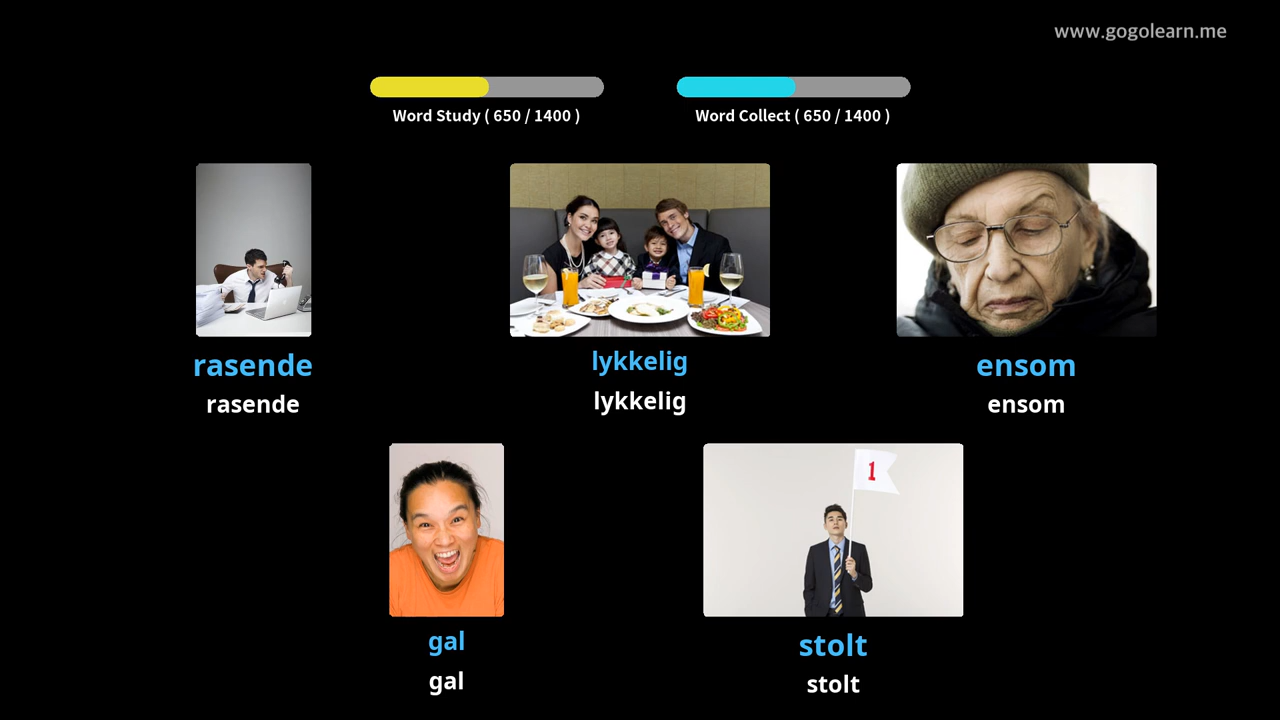 www.gogolearn.me
Word Study ( 650 / 1400 )
Word Collect ( 650 / 1400 )
rasende
rasende
lykkelig
lykkelig
ensom
ensom
1
gal
gal
stolt
stolt